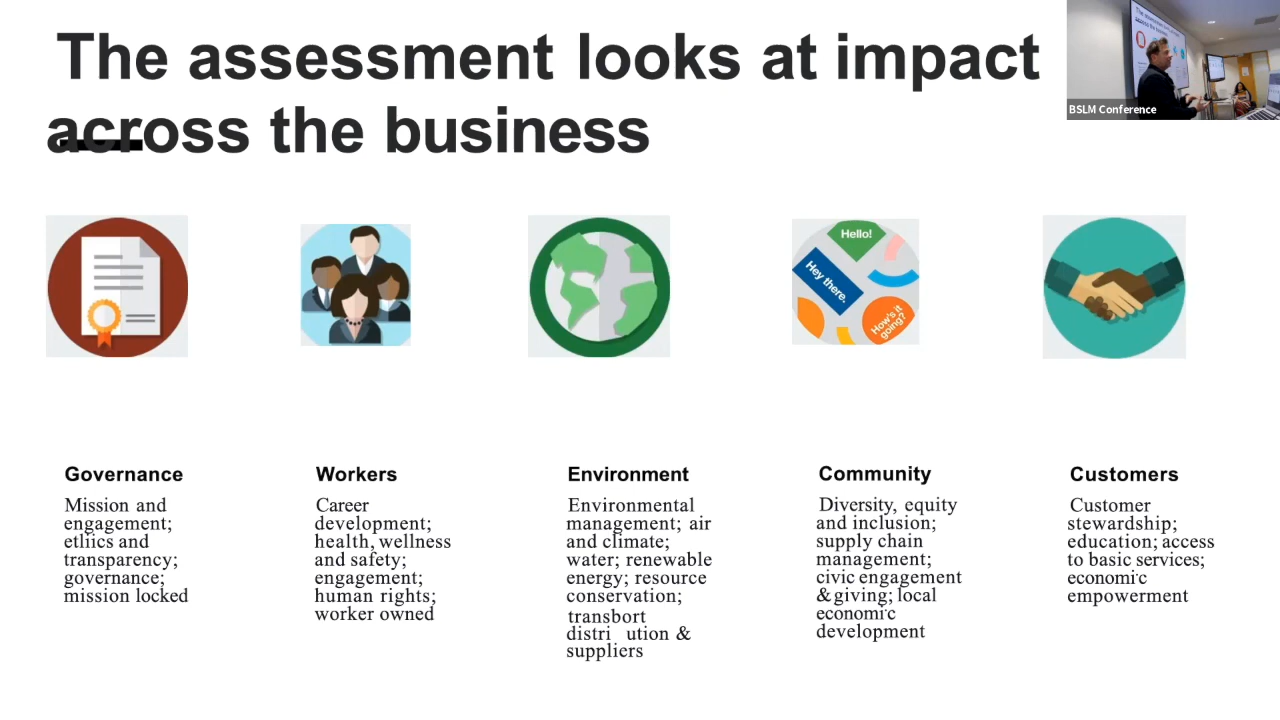 The assessment looks at impact
across the business
BSLM Conference
Hello!
Hey there.
How's it
going?
Governance
Mission and
engagement;
etliics and
transparency;
governance;
mission locked
Workers
Career
development;
health, wellness
and safety;
engagement;
human rights;
worker owned
Environment
Environmental
management; air
and climate;
water; renewable
energy; resource
conservation;
transbort
distri ution &
suppliers
Community
Diversity, equity
and inclusion;
supply chain
management;
civic engagement
& giving; local
economic
development
Customers
Customer
stewardship;
education; access
to basic services;
economic
empowerment